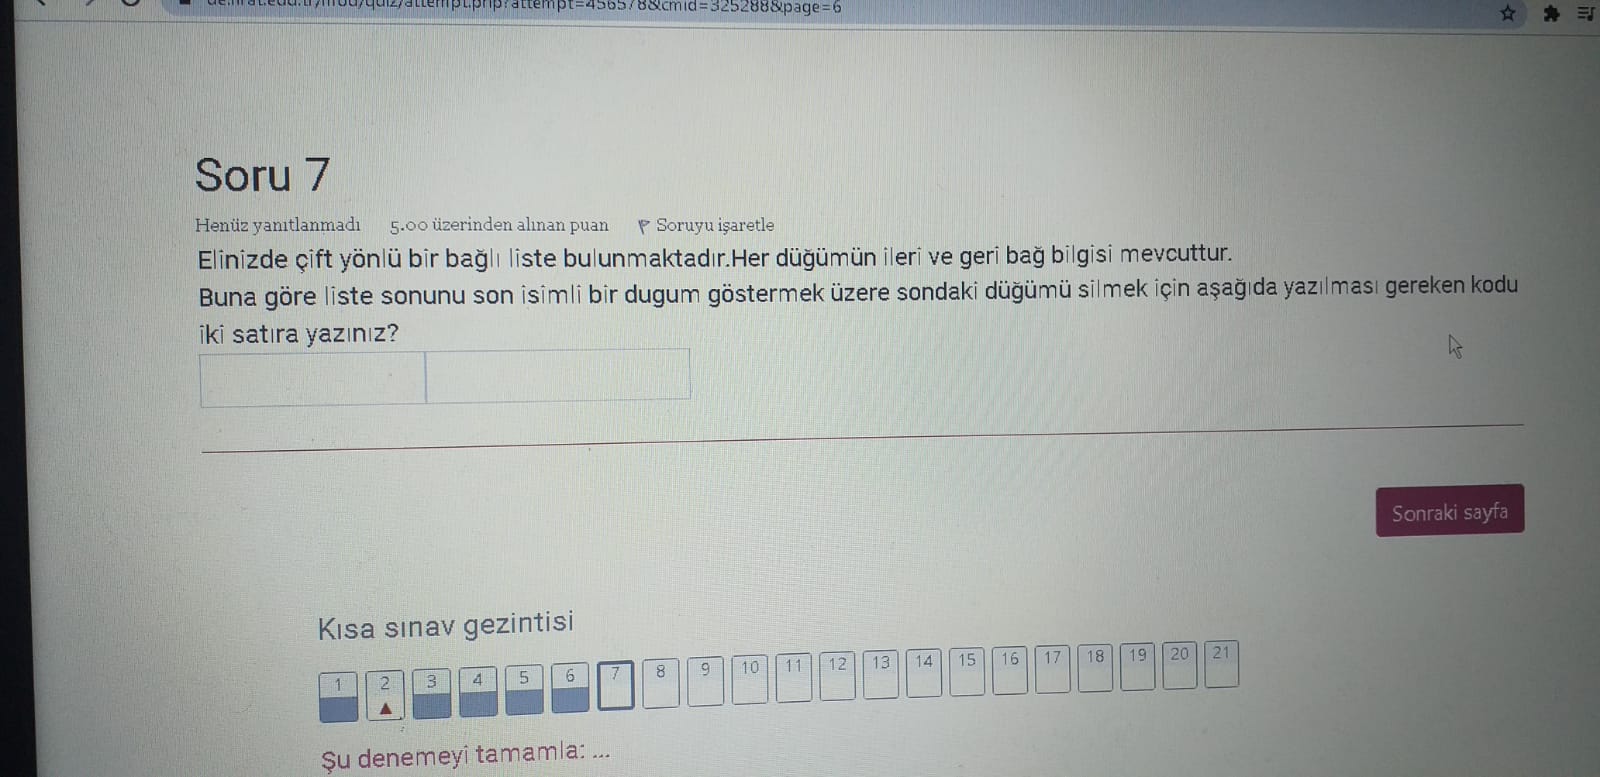 de.firat.edu.tr/mod/quiz/attempt.php?attempt=456578&cmid=325288&page=6
Soru 7
Henüz yanıtlanmadı 5.00 üzerinden alınan puan Soruyu işaretle
Elinizde çift yönlü bir bağlı liste bulunmaktadır.Her düğümün ileri ve geri bağ bilgisi mevcuttur.
Buna göre liste sonunu son isimli bir dugum göstermek üzere sondaki düğümü silmek için aşağıda yazılması gereken kodu
iki satıra yazınız?
Sonraki sayfa
Kısa sınav gezintisi
1 2 3 4 5 6 7 8 9 10 11 12 13 14 15 16 17 18 19 20 21
Şu denemeyi tamamla: ...